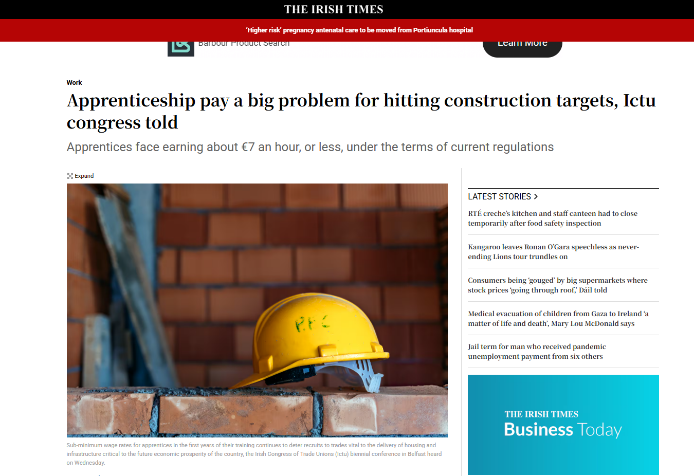 THE IRISH TIMES
'Higher risk' pregnancy antenatal care to be moved from Portiuncula hospital
Barbour Product Search
Learn More
Work
Apprenticeship pay a big problem for hitting construction targets, Ictu
congress told
Apprentices face earning about €7 an hour, or less, under the terms of current regulations
Expand
Sub-minimum wage rates for apprentices in the first years of their training continues to deter recruits to trades vital to the delivery of housing and
infrastructure critical to the future economic prosperity of the country, the Irish Congress of Trade Unions (Ictu) biennial conference in Belfast heard
on Wednesday.
LATEST STORIES >
RTÉ creche's kitchen and staff canteen had to close
temporarily after food safety inspection
Kangaroo leaves Ronan O'Gara speechless as never-
ending Lions tour trundles on
Consumers being 'gouged' by big supermarkets where
stock prices 'going through roof,' Dáil told
Medical evacuation of children from Gaza to Ireland 'a
matter of life and death', Mary Lou McDonald says
Jail term for man who received pandemic
unemployment payment from six others
THE IRISH TIMES
Business Today